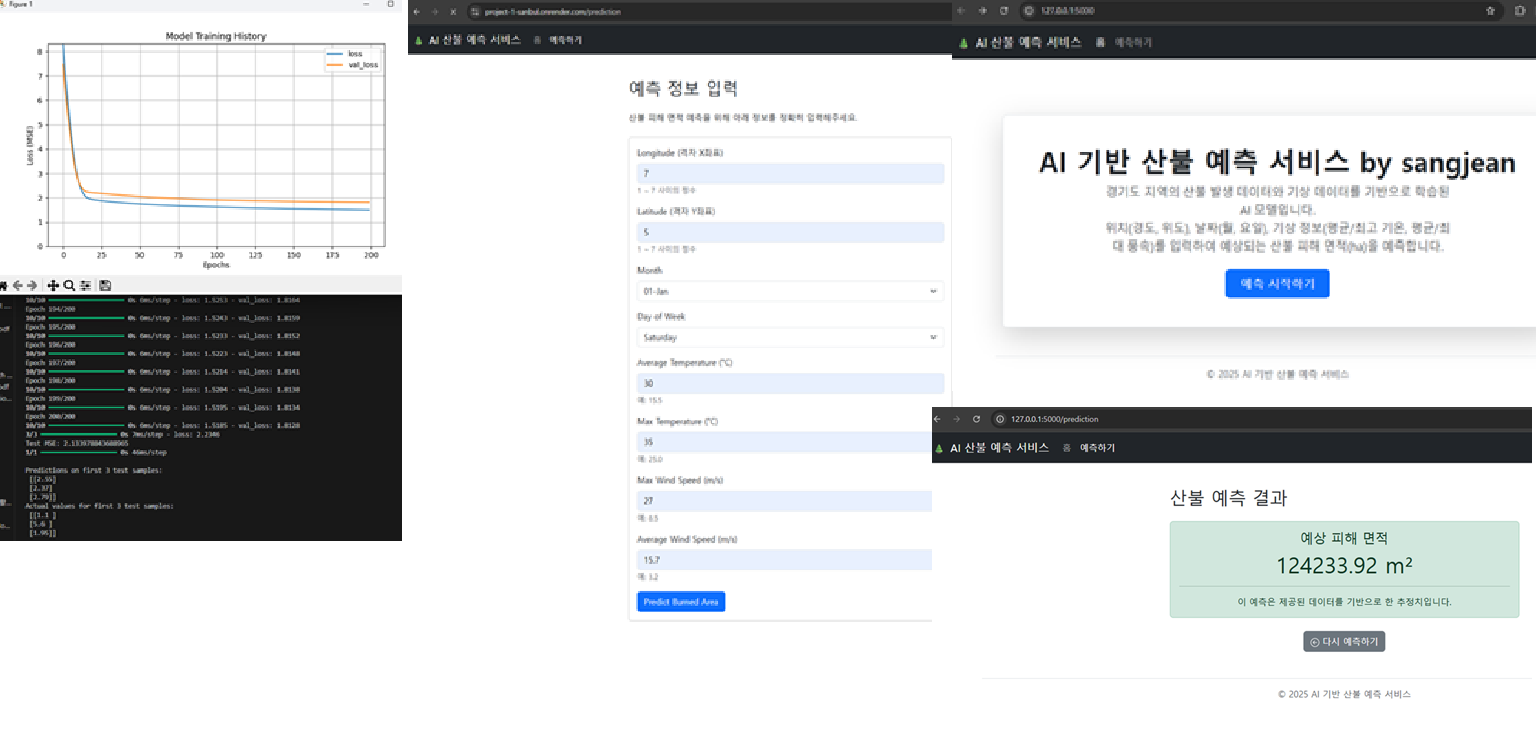 Figure 1
Model Training History
loss
val_loss
Loss (MSE)
8
7
6
5
4
3
2
1
0
0 25 50 75 100 125 150 175 200
Epochs
Epoch 194/200
10/10 0s 6ms/step - loss: 1.5243 - val_loss: 1.8159
Epoch 195/200
10/10 0s 6ms/step - loss: 1.5233 - val_loss: 1.8152
Epoch 196/200
10/10 0s 6ms/step - loss: 1.5223 - val_loss: 1.8148
Epoch 197/200
10/10 0s 6ms/step - loss: 1.5214 - val_loss: 1.8141
Epoch 198/200
10/10 0s 6ms/step - loss: 1.5204 - val_loss: 1.8138
Epoch 199/200
10/10 0s 6ms/step - loss: 1.5195 - val_loss: 1.8134
Epoch 200/200
10/10 0s 6ms/step - loss: 1.5185 - val_loss: 1.8128
3/3 0s 7ms/step - loss: 2.2346
Test MSE:
1/1 0s 46ms/step
Predictions on first 3 test samples:
[[2.55]
[2.37]
[2.79]]
Actual values for first 3 test samples:
[[1.1 ]
[5.6 ]
[1.95]]
project-1-sanbul.onrender.com/prediction
AI 산불 예측 서비스 홈 예측하기
예측 정보 입력
산불 피해 면적 예측을 위해 아래 정보를 정확히 입력해주세요.
Longitude (격자 X좌표)
7
1 ~ 7 사이의 정수
Latitude (격자 Y좌표)
5
1 ~ 7 사이의 정수
Month
01-Jan
Day of Week
Saturday
Average Temperature (°C)
30
예: 15.5
Max Temperature (°C)
35
예: 25.0
Max Wind Speed (m/s)
27
예: 8.5
Average Wind Speed (m/s)
15.7
예: 3.2
Predict Burned Area
127.0.0.1:5000
AI 산불 예측 서비스 홈 예측하기
AI 기반 산불 예측 서비스 by sangjean
경기도 지역의 산불 발생 데이터와 기상 데이터를 기반으로 학습된
AI 모델입니다.
위치(경도, 위도), 날짜(월, 요일), 기상 정보(평균/최고 기온, 평균/최
대 풍속)를 입력하여 예상되는 산불 피해 면적(ha)을 예측합니다.
예측 시작하기
© 2025 AI 기반 산불 예측 서비스
127.0.0.1:5000/prediction
AI 산불 예측 서비스 홈 예측하기
산불 예측 결과
예상 피해 면적
124233.92 m²
이 예측은 제공된 데이터를 기반으로 한 추정치입니다.
다시 예측하기
© 2025 AI 기반 산불 예측 서비스